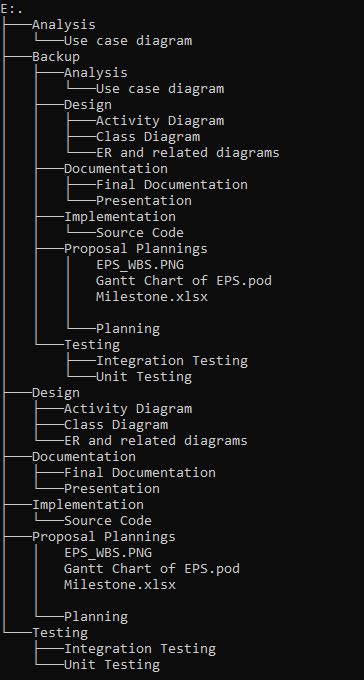 E:.
├───Analysis
│   └───Use case diagram
├───Backup
│   ├───Analysis
│   │   └───Use case diagram
│   ├───Design
│   │   ├───Activity Diagram
│   │   ├───Class Diagram
│   │   └───ER and related diagrams
│   ├───Documentation
│   │   ├───Final Documentation
│   │   └───Presentation
│   ├───Implementation
│   │   └───Source Code
│   ├───Proposal Plannings
│   │   │   EPS_WBS.PNG
│   │   │   Gantt Chart of EPS.pod
│   │   │   Milestone.xlsx
│   │   │
│   │   └───Planning
│   └───Testing
│       ├───Integration Testing
│       └───Unit Testing
├───Design
│   ├───Activity Diagram
│   ├───Class Diagram
│   └───ER and related diagrams
├───Documentation
│   ├───Final Documentation
│   └───Presentation
├───Implementation
│   └───Source Code
├───Proposal Plannings
│   │   EPS_WBS.PNG
│   │   Gantt Chart of EPS.pod
│   │   Milestone.xlsx
│   │
│   └───Planning
└───Testing
    ├───Integration Testing
    └───Unit Testing